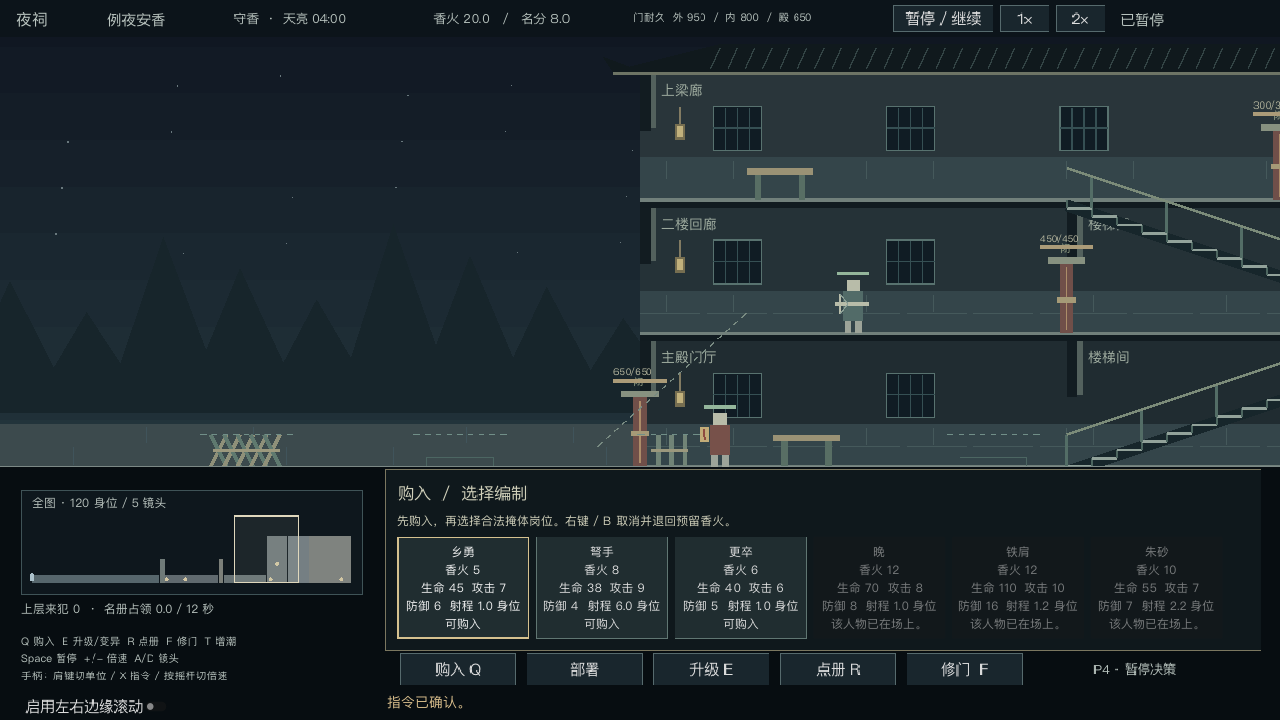 夜祠 例夜安香 守香 · 天亮 04:00 香火 20.0 / 名分 8.0 门耐久 外 950 / 内 800 / 殿 650 暂停 / 继续 1x 2x 已暂停
上梁廊
300/3
二楼回廊
450/450
主殿门厅 楼梯间
650/650
全图 · 120 身位 / 5 镜头
上层来犯 0 · 名册占领 0.0 / 12 秒
Q 购入 E 升级/变异 R 点册 F 修门 T 增潮
Space 暂停 +/− 倍速 A/D 镜头
手柄: 肩键切单位 / X 指令 / 按摇杆切倍速
启用左右边缘滚动
购入 / 选择编制
先购入, 再选择合法掩体岗位。右键 / B 取消并退回预留香火。
乡勇
香火 5
生命 45 攻击 7
防御 6 射程 1.0 身位
可购入
弩手
香火 8
生命 38 攻击 9
防御 4 射程 6.0 身位
可购入
更卒
香火 6
生命 40 攻击 6
防御 5 射程 1.0 身位
可购入
晚
香火 12
生命 70 攻击 8
防御 8 射程 1.0 身位
该人物已在场上。
铁肩
香火 12
生命 110 攻击 10
防御 16 射程 1.2 身位
该人物已在场上。
朱砂
香火 10
生命 55 攻击 7
防御 7 射程 2.2 身位
该人物已在场上。
购入 Q 部署 升级 E 点册 R 修门 F P4 - 暂停决策
指令已确认。